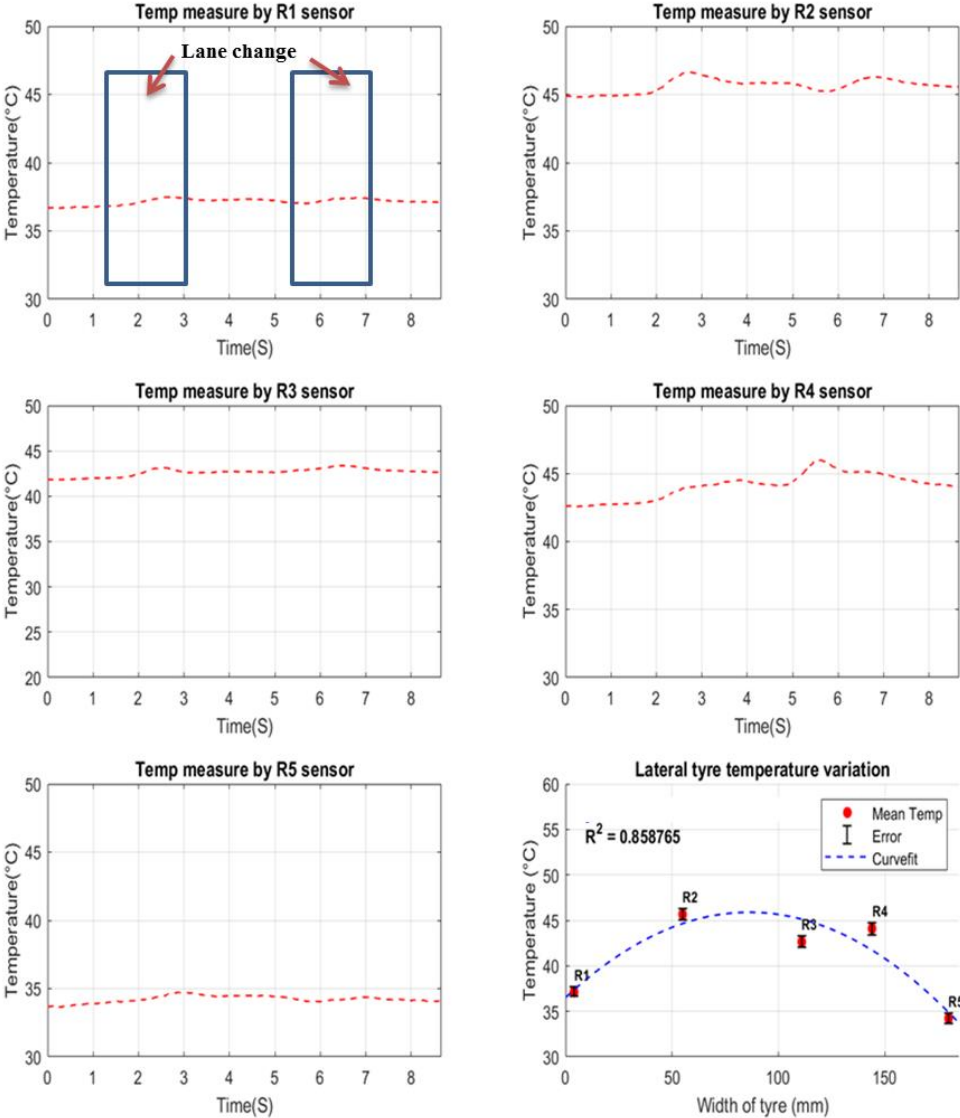 Temp measure by R1 sensor
Lane change
50
45
40
35
30
Temperature(°C)
0 1 2 3 4 5 6 7 8
Time(S)
Temp measure by R2 sensor
50
45
40
35
30
Temperature(°C)
0 1 2 3 4 5 6 7 8
Time(S)
Temp measure by R3 sensor
50
45
40
35
30
25
20
Temperature(°C)
0 1 2 3 4 5 6 7 8
Time(S)
Temp measure by R4 sensor
50
45
40
35
30
Temperature(°C)
0 1 2 3 4 5 6 7 8
Time(S)
Temp measure by R5 sensor
50
45
40
35
30
Temperature(°C)
0 1 2 3 4 5 6 7 8
Time(S)
Lateral tyre temperature variation
60
55
50
45
40
35
30
Temperature (°C)
R² = 0.858765
Mean Temp
Error
Curvefit
R1
R2
R3
R4
R5
0 50 100 150
Width of tyre (mm)